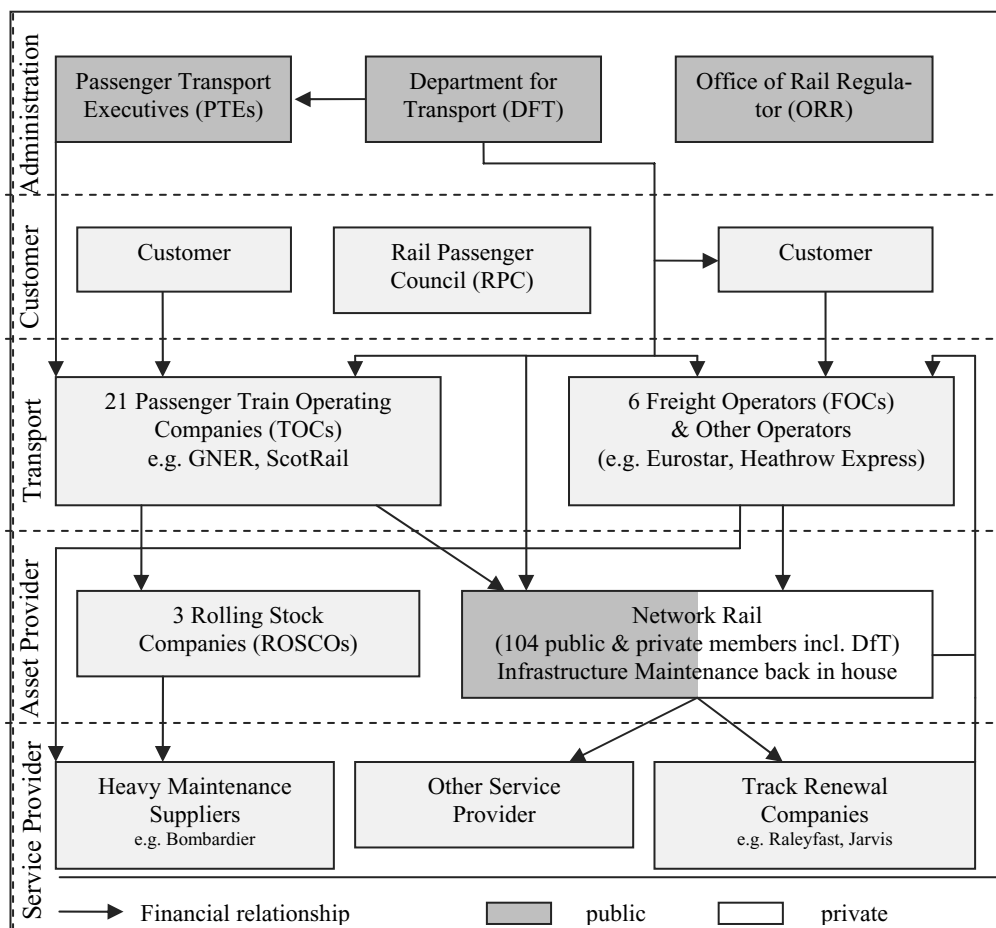 Administration
Passenger Transport
Executives (PTEs)
Department for
Transport (DFT)
Office of Rail Regula-
tor (ORR)
Customer
Customer
Rail Passenger
Council (RPC)
Customer
Transport
21 Passenger Train Operating
Companies (TOCs)
e.g. GNER, ScotRail
6 Freight Operators (FOCs)
& Other Operators
(e.g. Eurostar, Heathrow Express)
Asset Provider
3 Rolling Stock
Companies (ROSCOs)
Network Rail
(104 public & private members incl. DfT)
Infrastructure Maintenance back in house
Service Provider
Heavy Maintenance
Suppliers
e.g. Bombardier
Other Service
Provider
Track Renewal
Companies
e.g. Raleyfast, Jarvis
Financial relationship
public
private